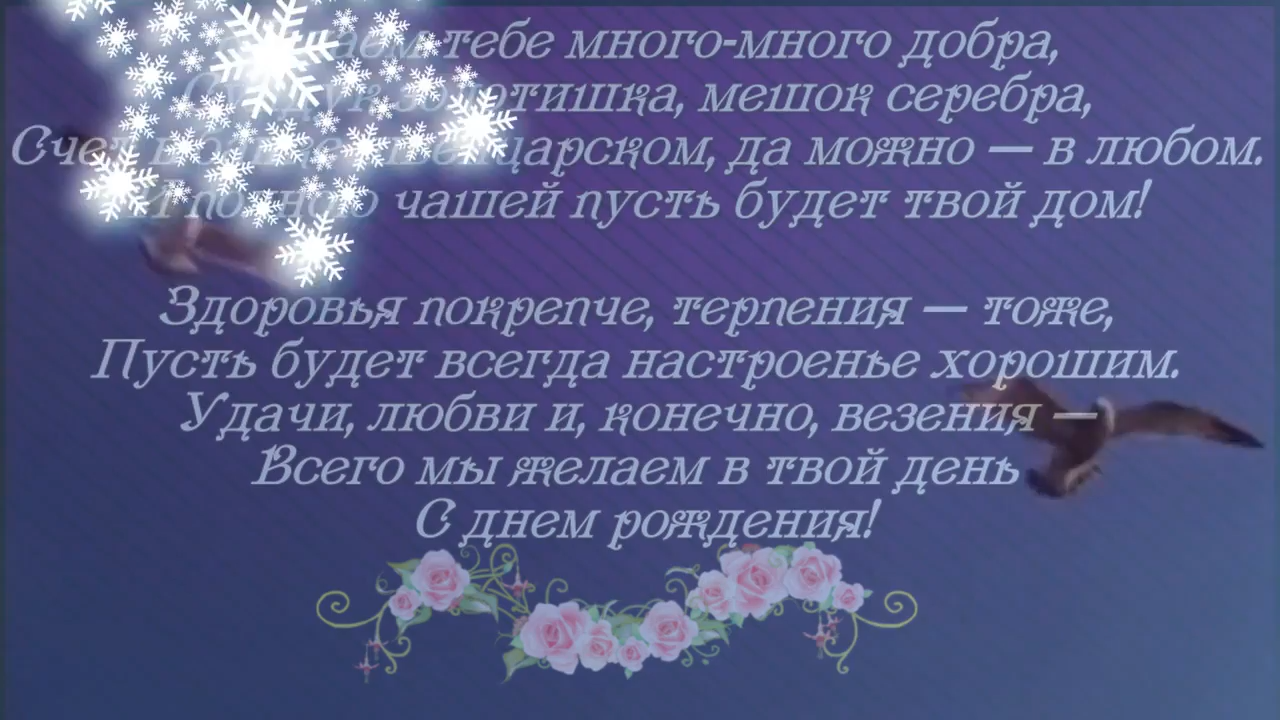 тебе много-много добра,
мешок серебра,
да можно — в любом.
чашей пусть будет твой дом!
Здоровья покрепче, терпения — тоже,
Пусть будет всегда настроенье хорошим.
Удачи, любви и, конечно, везения —
Всего мы желаем в твой день
С днем рождения!